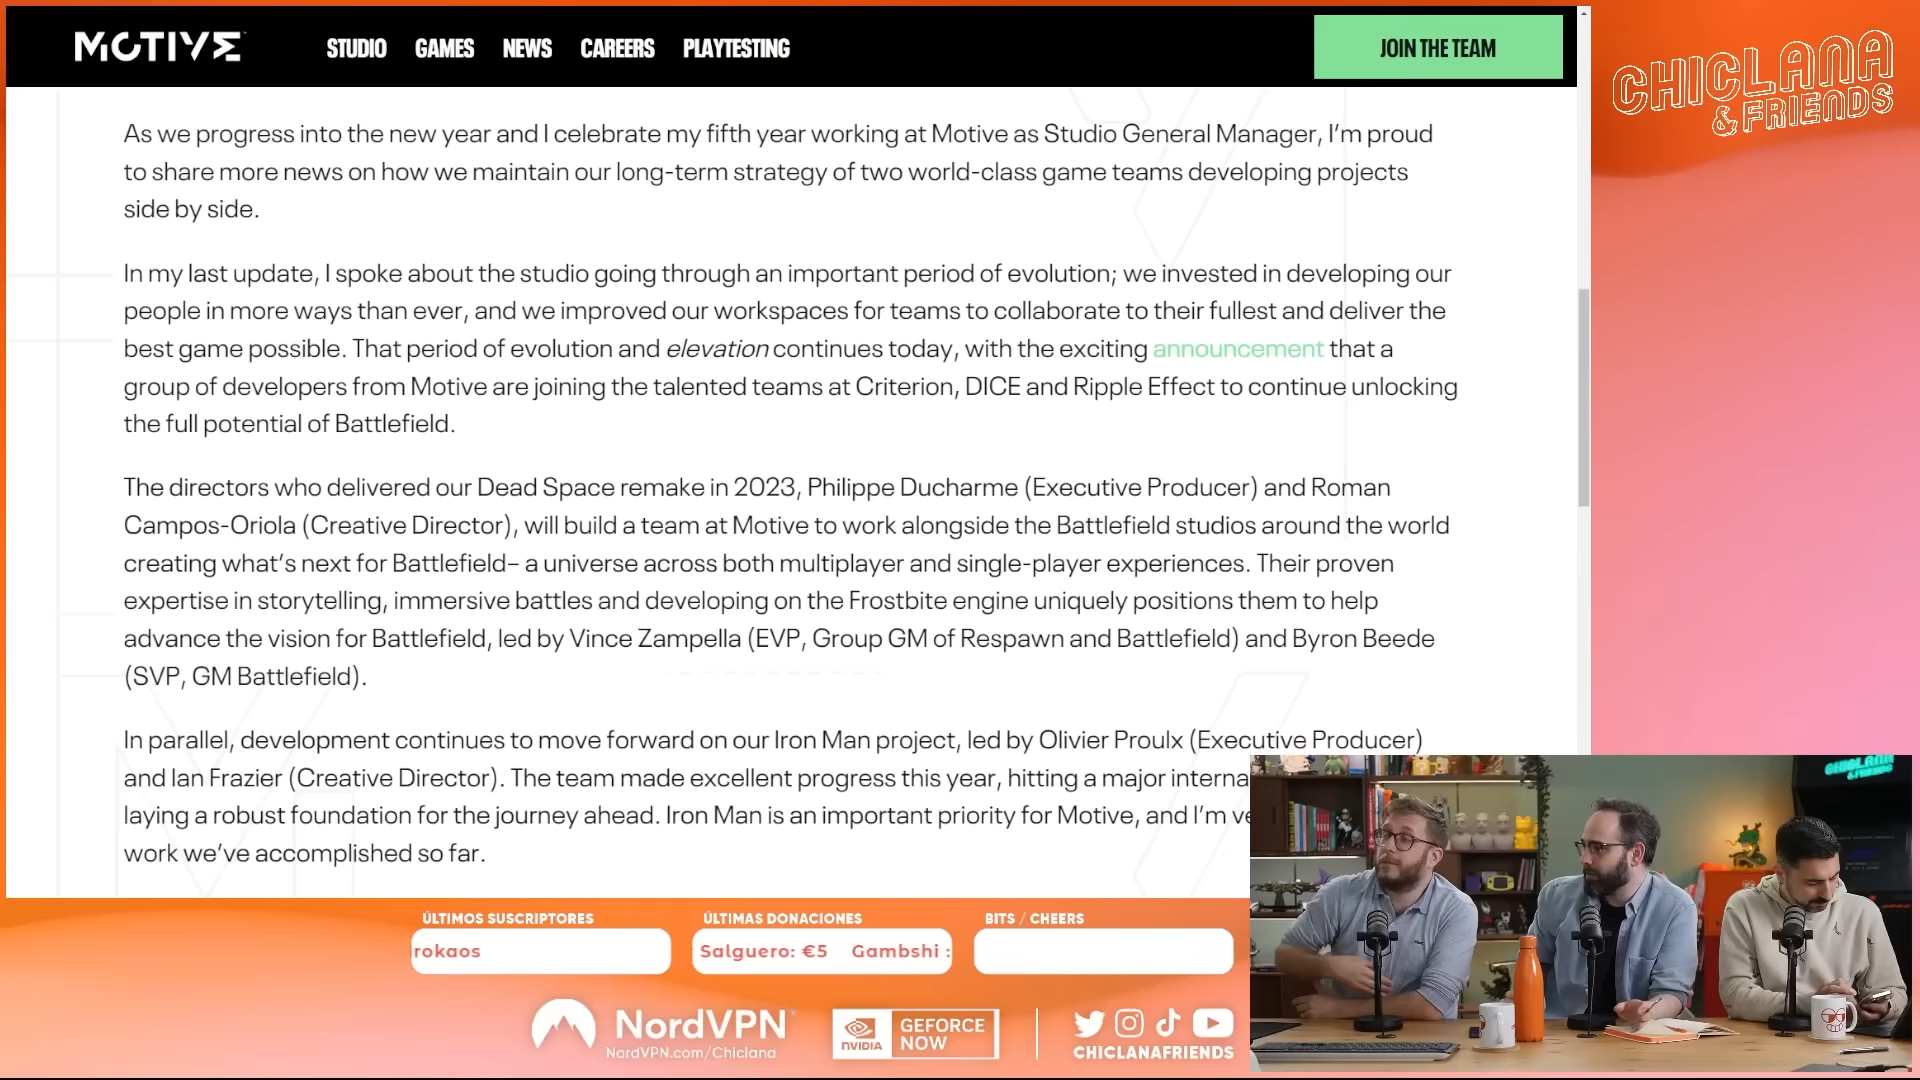 MOTIVE
STUDIO GAMES NEWS CAREERS PLAYTESTING
JOIN THE TEAM
CHICLANA
& FRIENDS
As we progress into the new year and I celebrate my fifth year working at Motive as Studio General Manager, I’m proud
to share more news on how we maintain our long-term strategy of two world-class game teams developing projects
side by side.
In my last update, I spoke about the studio going through an important period of evolution; we invested in developing our
people in more ways than ever, and we improved our workspaces for teams to collaborate to their fullest and deliver the
best game possible. That period of evolution and elevation continues today, with the exciting announcement that a
group of developers from Motive are joining the talented teams at Criterion, DICE and Ripple Effect to continue unlocking
the full potential of Battlefield.
The directors who delivered our Dead Space remake in 2023, Philippe Ducharme (Executive Producer) and Roman
Campos-Oriola (Creative Director), will build a team at Motive to work alongside the Battlefield studios around the world
creating what’s next for Battlefield– a universe across both multiplayer and single-player experiences. Their proven
expertise in storytelling, immersive battles and developing on the Frostbite engine uniquely positions them to help
advance the vision for Battlefield, led by Vince Zampella (EVP, Group GM of Respawn and Battlefield) and Byron Beede
(SVP, GM Battlefield).
In parallel, development continues to move forward on our Iron Man project, led by Olivier Proulx (Executive Producer)
and Ian Frazier (Creative Director). The team made excellent progress this year, hitting a major interna
laying a robust foundation for the journey ahead. Iron Man is an important priority for Motive, and I’m ve
work we’ve accomplished so far.
CHICLANA
& FRIENDS
ÚLTIMOS SUSCRIPTORES
rokaos
ÚLTIMAS DONACIONES
Salguero: €5 Gambshi :
BITS / CHEERS
NordVPN
NordVPN.com/Chiclana
NVIDIA
GEFORCE
NOW
CHICLANAFRIENDS